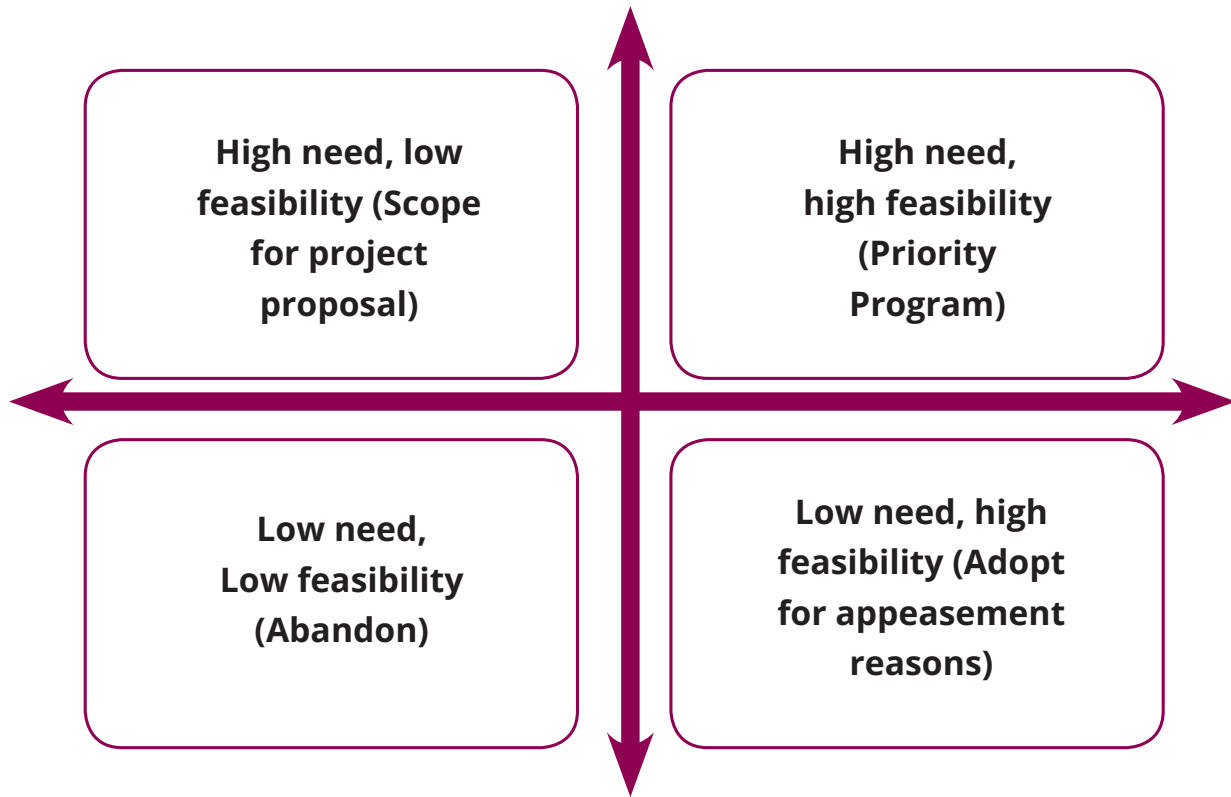 High need, low
feasibility (Scope
for project
proposal)
High need,
high feasibility
(Priority
Program)
Low need,
Low feasibility
(Abandon)
Low need, high
feasibility (Adopt
for appeasement
reasons)